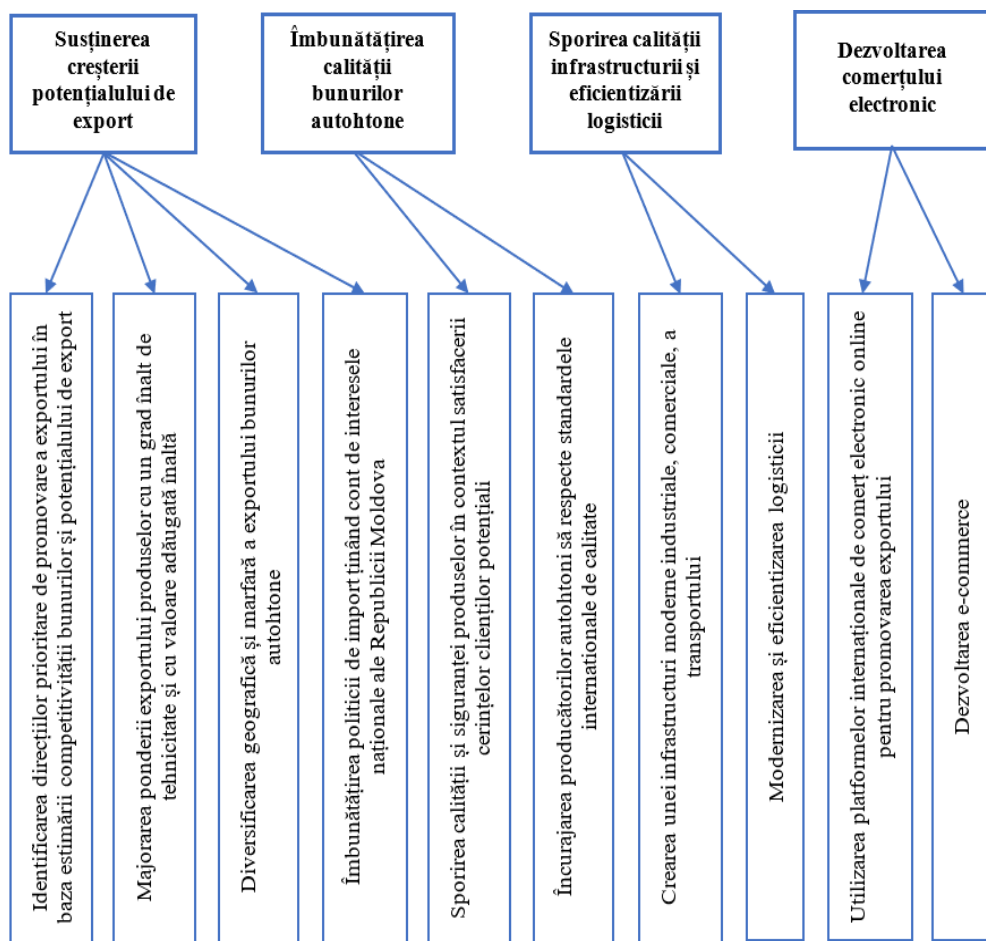 Susținerea
creșterii
potențialului de
export
Îmbunătățirea
calității
bunurilor
autohtone
Sporirea calității
infrastructurii și
eficientizării
logisticii
Dezvoltarea
comerțului
electronic
Identificarea direcțiilor prioritare de promovare a exportului în
baza estimării competitivității bunurilor și potențialului de export
Majorarea ponderii exportului produselor cu un grad înalt de
tehnicitate și cu valoare adăugată înaltă
Diversificarea geografică și marfară a exportului bunurilor
autohtone
Îmbunătățirea politicii de import ținând cont de interesele
naționale ale Republicii Moldova
Sporirea calității și siguranței produselor în contextul satisfacerii
cerințelor clienților potențiali
Încurajarea producătorilor autohtoni să respecte standardele
internationale de calitate
Crearea unei infrastructuri moderne industriale, comerciale, a
transportului
Modernizarea și eficientizarea logisticii
Utilizarea platformelor internaționale de comerț electronic online
pentru promovarea exportului
Dezvoltarea e-commerce